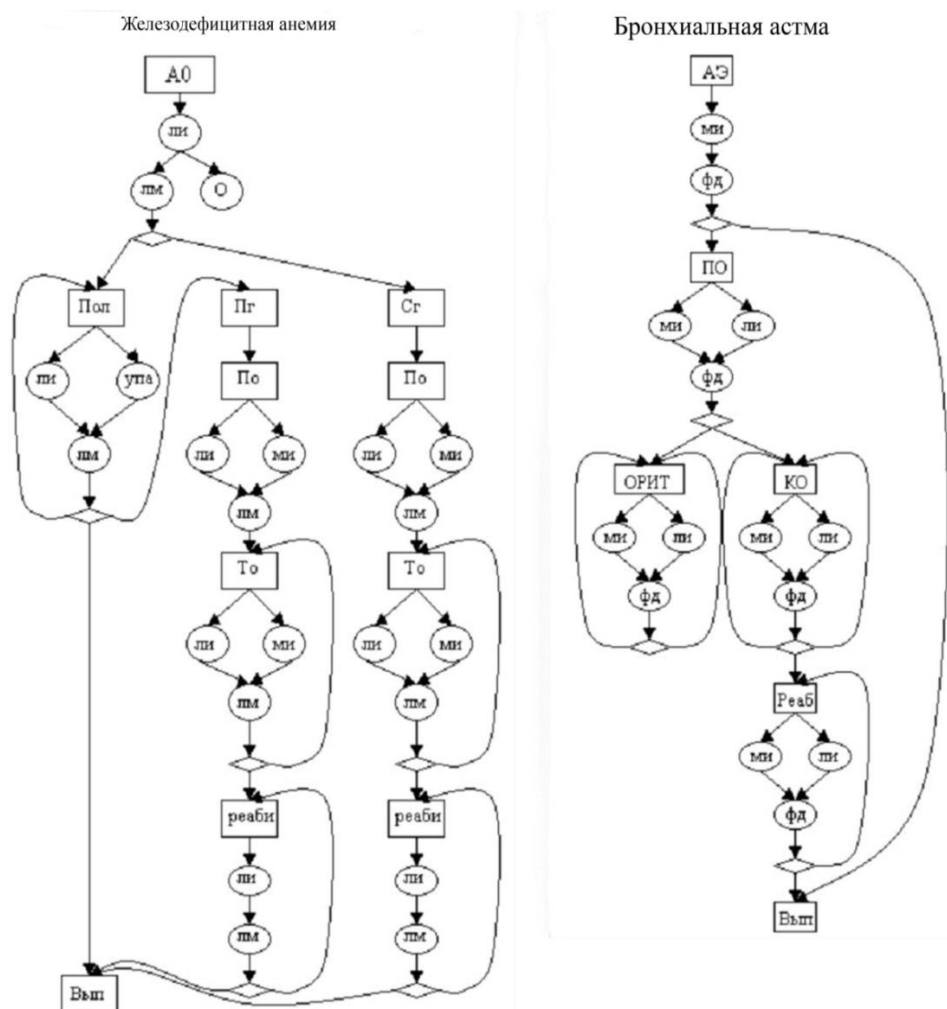 Железодефицитная анемия
А0
ли
лм
О
Пол
Пг
Сг
ли
упа
По
По
лм
ли
ми
ли
ми
лм
лм
То
То
ли
ми
ли
ми
лм
лм
реаби
реаби
ли
ли
лм
лм
Вып
Бронхиальная астма
АЭ
ми
фд
ПО
ми
ли
фд
ОРИТ
КО
ми
ли
ми
ли
фд
фд
Реаб
ми
ли
фд
Вып